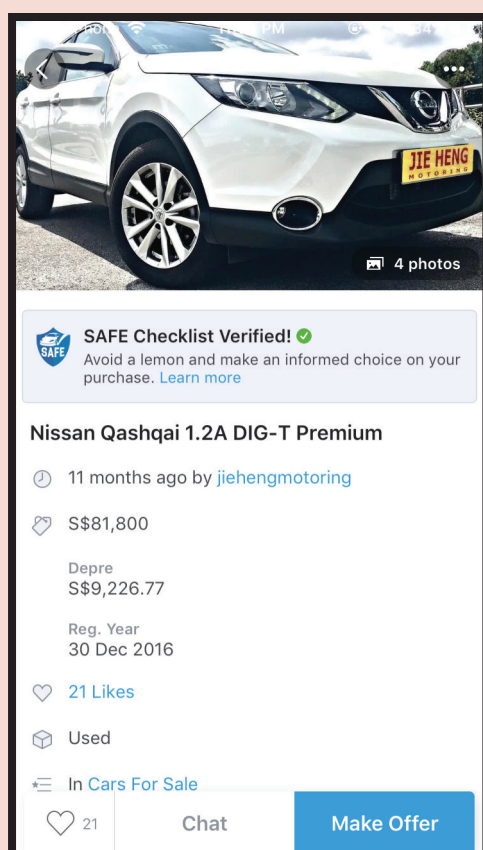 PM
JIE HENG
MOTORING
4 photos
SAFE
SAFE Checklist Verified!
Avoid a lemon and make an informed choice on your
purchase. Learn more
Nissan Qashqai 1.2A DIG-T Premium
11 months ago by jiehengmotoring
S$81,800
Depre
S$9,226.77
Reg. Year
30 Dec 2016
21 Likes
Used
In Cars For Sale
21
Chat
Make Offer